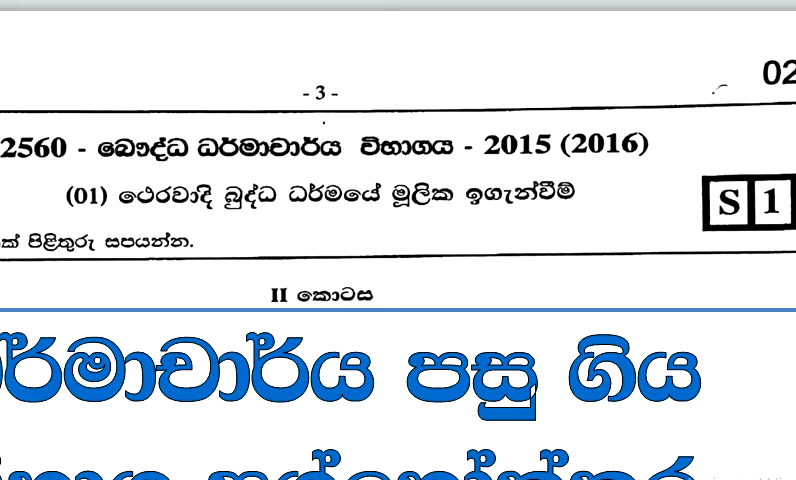 02
- 3 -
2560 - බෞද්ධ ධර්මාචාර්ය විභාගය - 2015 (2016)
(01) ථෙරවාදි බුද්ධ ධර්මයේ මූලික ඉගැන්වීම්
S 1
පිළිතුරු සපයන්න.
II කොටස
ර්මාචාර්ය පසු ගිය